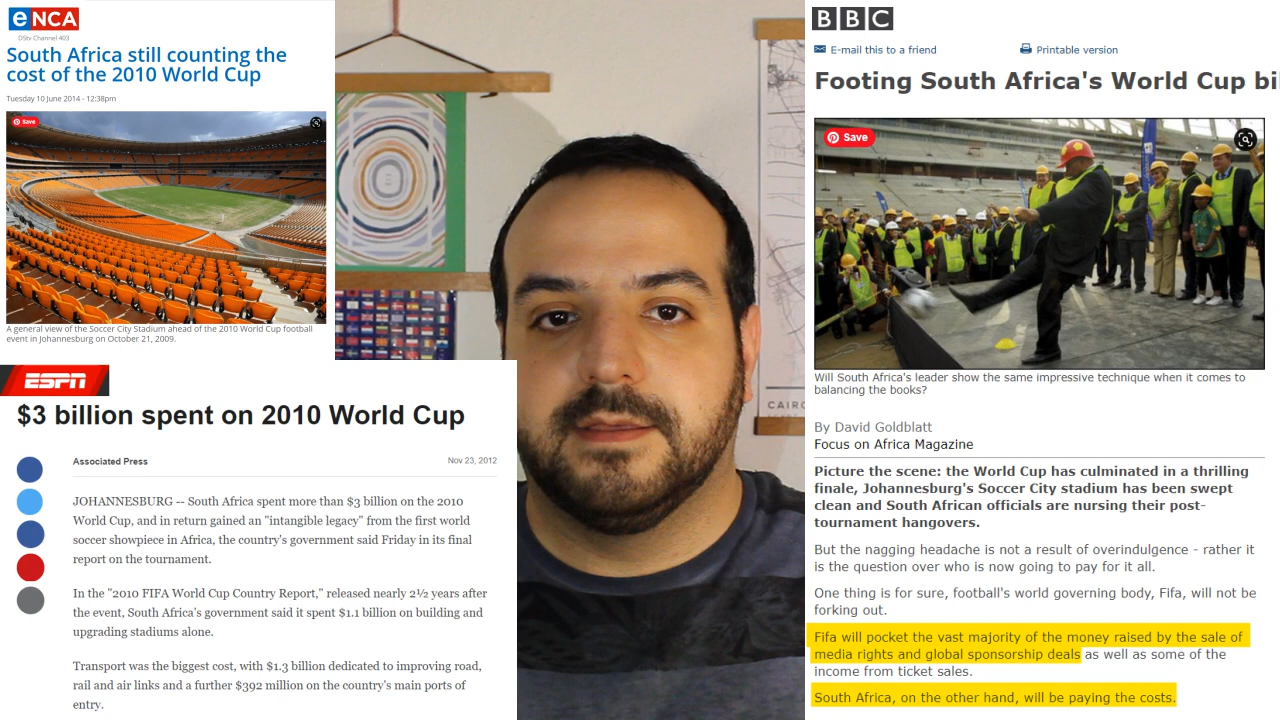 eNCA
DStv Channel 403
South Africa still counting the
cost of the 2010 World Cup
Tuesday 10 June 2014 - 12:38pm
Save
A general view of the Soccer City Stadium ahead of the 2010 World Cup football
event in Johannesburg on October 21, 2009.
ESPN
$3 billion spent on 2010 World Cup
Associated Press
Nov 23, 2012
JOHANNESBURG -- South Africa spent more than $3 billion on the 2010
World Cup, and in return gained an "intangible legacy" from the first world
soccer showpiece in Africa, the country's government said Friday in its final
report on the tournament.
In the "2010 FIFA World Cup Country Report," released nearly 2½ years after
the event, South Africa's government said it spent $1.1 billion on building and
upgrading stadiums alone.
Transport was the biggest cost, with $1.3 billion dedicated to improving road,
rail and air links and a further $392 million on the country's main ports of
entry.
CAIRO
BBC
E-mail this to a friend
Printable version
Footing South Africa's World Cup bil
Save
Will South Africa's leader show the same impressive technique when it comes to
balancing the books?
By David Goldblatt
Focus on Africa Magazine
Picture the scene: the World Cup has culminated in a thrilling
finale, Johannesburg's Soccer City stadium has been swept
clean and South African officials are nursing their post-
tournament hangovers.
But the nagging headache is not a result of overindulgence - rather it
is the question over who is now going to pay for it all.
One thing is for sure, football's world governing body, Fifa, will not be
forking out.
Fifa will pocket the vast majority of the money raised by the sale of
media rights and global sponsorship deals as well as some of the
income from ticket sales.
South Africa, on the other hand, will be paying the costs.